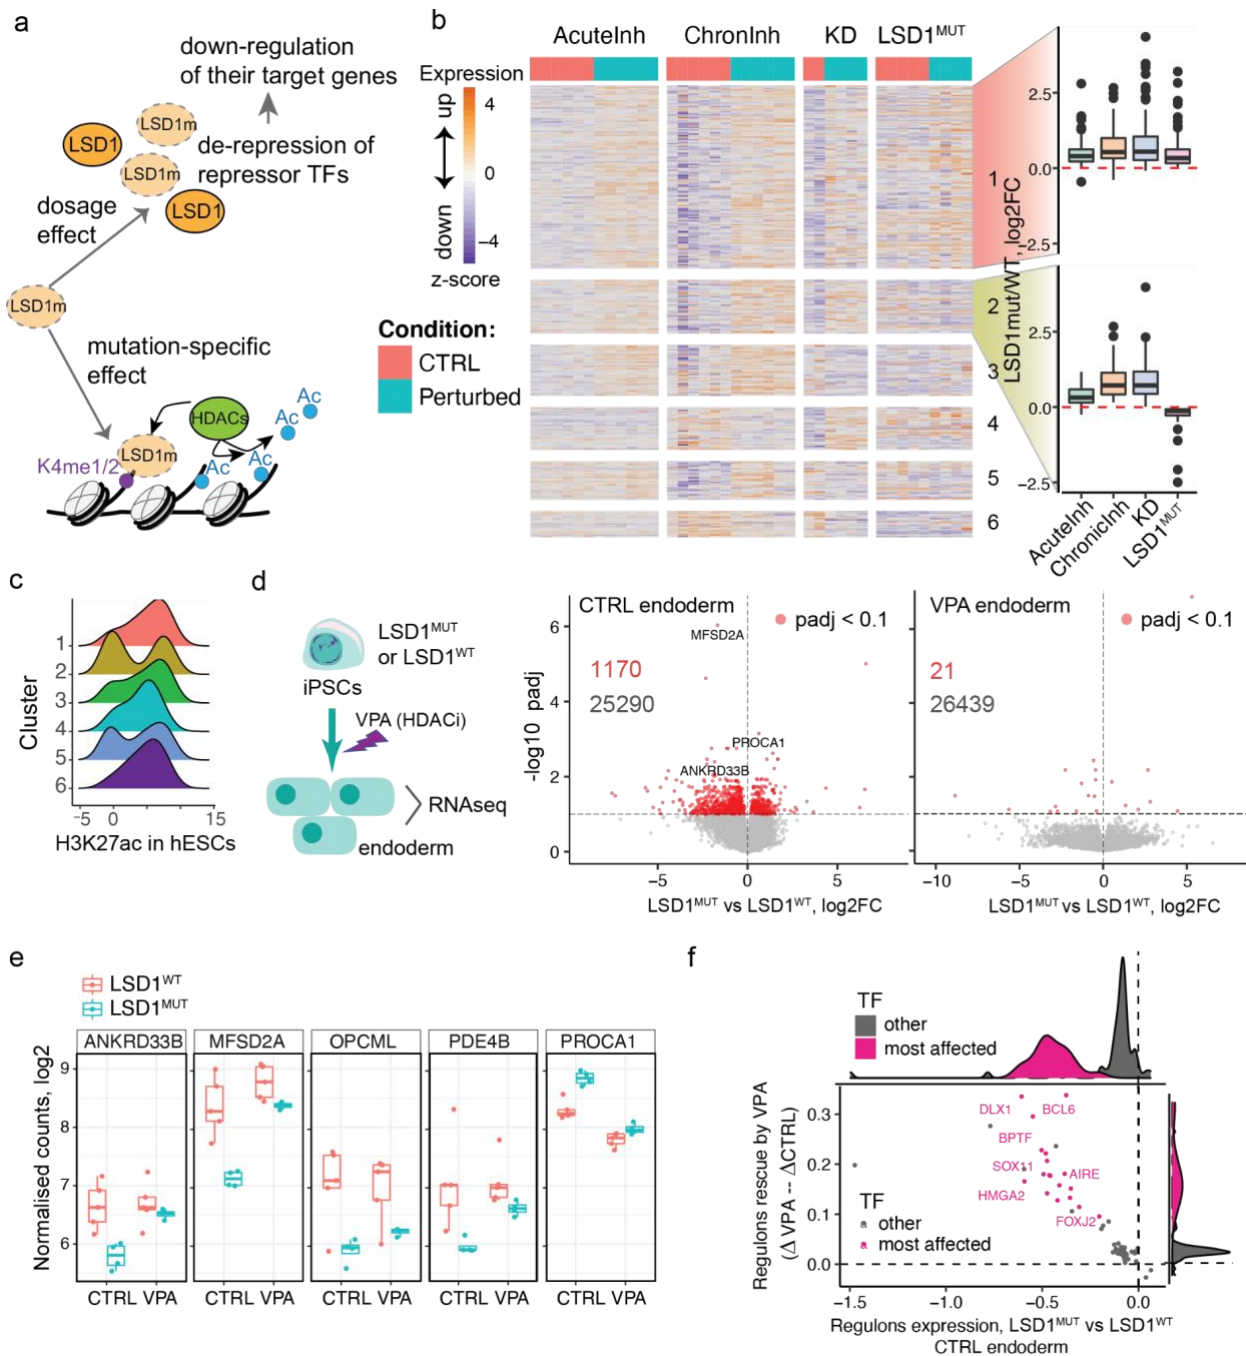 a
down-regulation
of their target genes
LSD1m
LSD1
de-repression of
repressor TFs
LSD1m
LSD1
dosage
effect
LSD1m
mutation-specific
effect
Ac
Ac
HDACs
LSD1m
K4me1/2
Ac
Ac
b
AcuteInh
ChronInh
KD
LSD1MUT
Expression
4
up
0
down
−4
z-score
Condition:
CTRL
Perturbed
1
2
3
4
5
6
LSD1mut/WT, log2FC
2.5
0.0
−2.5
2.5
0.0
−2.5
AcuteInh
ChronicInh
KD
LSD1MUT
c
Cluster
1
2
3
4
5
6
−5
0
15
H3K27ac in hESCs
d
LSD1MUT
or LSD1WT
iPSCs
VPA (HDACi)
RNAseq
endoderm
CTRL endoderm
padj < 0.1
MFSD2A
1170
25290
PROCA1
ANKRD33B
-log10 padj
6
4
2
0
−5
0
5
LSD1MUT vs LSD1WT, log2FC
VPA endoderm
padj < 0.1
21
26439
−10
−5
0
5
LSD1MUT vs LSD1WT, log2FC
e
LSD1WT
LSD1MUT
ANKRD33B
MFSD2A
OPCML
PDE4B
PROCA1
Normalised counts, log2
9
8
7
6
CTRL VPA
CTRL VPA
CTRL VPA
CTRL VPA
CTRL VPA
f
TF
other
most affected
Regulons rescue by VPA
(Δ VPA -- ΔCTRL)
0.3
0.2
0.1
0.0
DLX1
BCL6
BPTF
SOX11
AIRE
HMGA2
FOXJ2
TF
a other
a most affected
−1.5
−1.0
−0.5
0.0
Regulons expression, LSD1MUT vs LSD1WT
CTRL endoderm